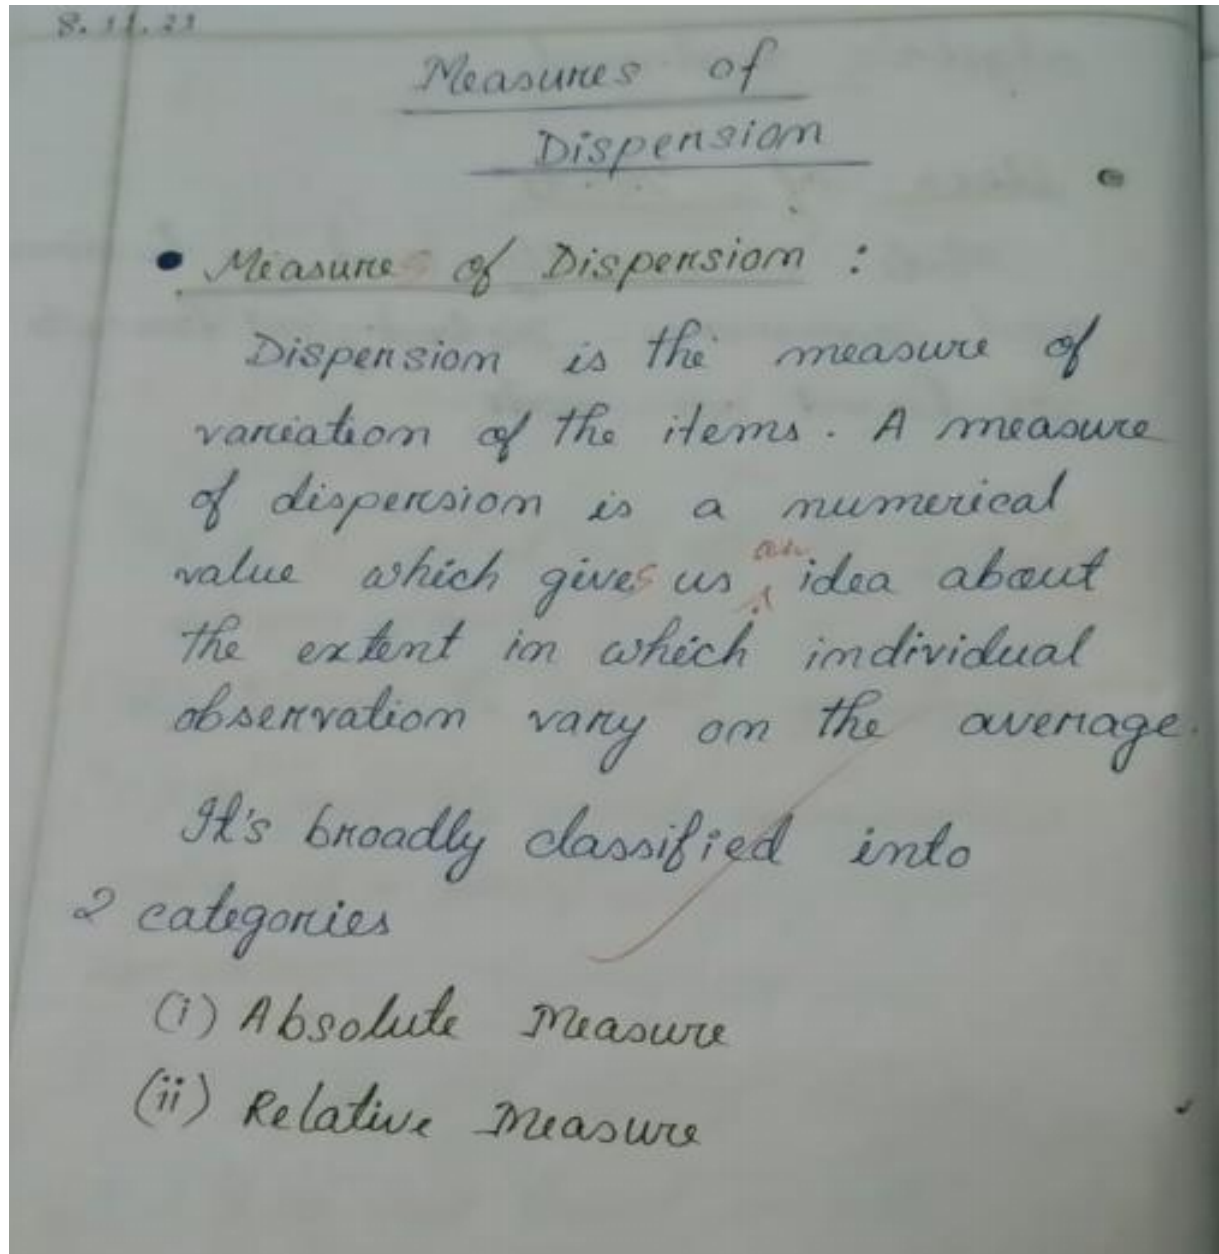 8.11.21
Measures of
Dispersion
• Measures of Dispersion :
Dispersion is the measure of
variation of the items. A measure
of dispersion is a numerical
value which gives us an idea about
the extent in which individual
observation vary on the average.
It's broadly classified into
2 categories
(i) Absolute Measure
(ii) Relative Measure